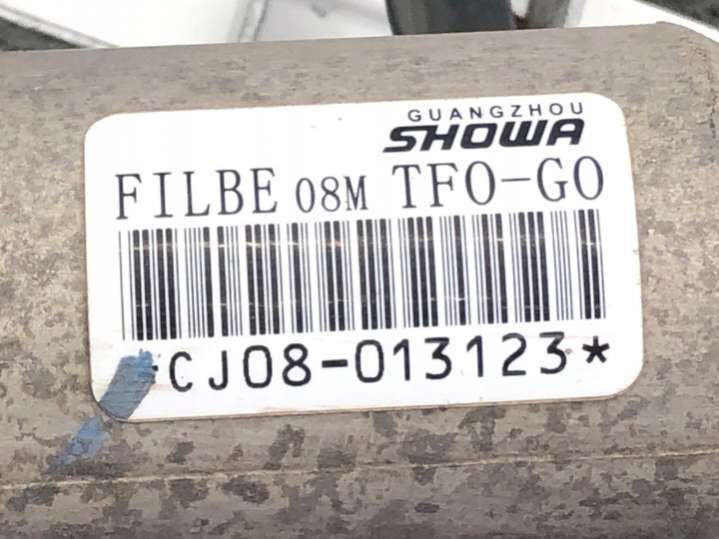 GUANGZHOU
SHOWA
FILBE 08M TFO-GO
*CJ08-013123*